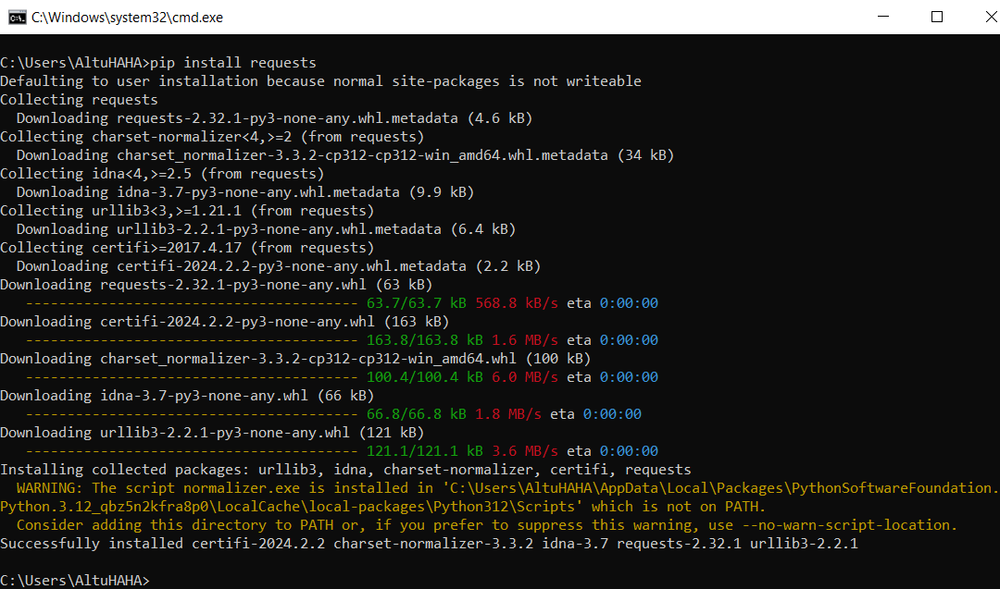 C:\Windows\system32\cmd.exe
C:\Users\AltuHAHA>pip install requests
Defaulting to user installation because normal site-packages is not writeable
Collecting requests
  Downloading requests-2.32.1-py3-none-any.whl.metadata (4.6 kB)
Collecting charset-normalizer<4,>=2 (from requests)
  Downloading charset_normalizer-3.3.2-cp312-cp312-win_amd64.whl.metadata (34 kB)
Collecting idna<4,>=2.5 (from requests)
  Downloading idna-3.7-py3-none-any.whl.metadata (9.9 kB)
Collecting urllib3<3,>=1.21.1 (from requests)
  Downloading urllib3-2.2.1-py3-none-any.whl.metadata (6.4 kB)
Collecting certifi>=2017.4.17 (from requests)
  Downloading certifi-2024.2.2-py3-none-any.whl.metadata (2.2 kB)
Downloading requests-2.32.1-py3-none-any.whl (63 kB)
   ---------------------------------------- 63.7/63.7 kB 568.8 kB/s eta 0:00:00
Downloading certifi-2024.2.2-py3-none-any.whl (163 kB)
   ---------------------------------------- 163.8/163.8 kB 1.6 MB/s eta 0:00:00
Downloading charset_normalizer-3.3.2-cp312-cp312-win_amd64.whl (100 kB)
   ---------------------------------------- 100.4/100.4 kB 6.0 MB/s eta 0:00:00
Downloading idna-3.7-py3-none-any.whl (66 kB)
   ---------------------------------------- 66.8/66.8 kB 1.8 MB/s eta 0:00:00
Downloading urllib3-2.2.1-py3-none-any.whl (121 kB)
   ---------------------------------------- 121.1/121.1 kB 3.6 MB/s eta 0:00:00
Installing collected packages: urllib3, idna, charset-normalizer, certifi, requests
  WARNING: The script normalizer.exe is installed in 'C:\Users\AltuHAHA\AppData\Local\Packages\PythonSoftwareFoundation.
Python.3.12_qbz5n2kfra8p0\LocalCache\local-packages\Python312\Scripts' which is not on PATH.
  Consider adding this directory to PATH or, if you prefer to suppress this warning, use --no-warn-script-location.
Successfully installed certifi-2024.2.2 charset-normalizer-3.3.2 idna-3.7 requests-2.32.1 urllib3-2.2.1
C:\Users\AltuHAHA>